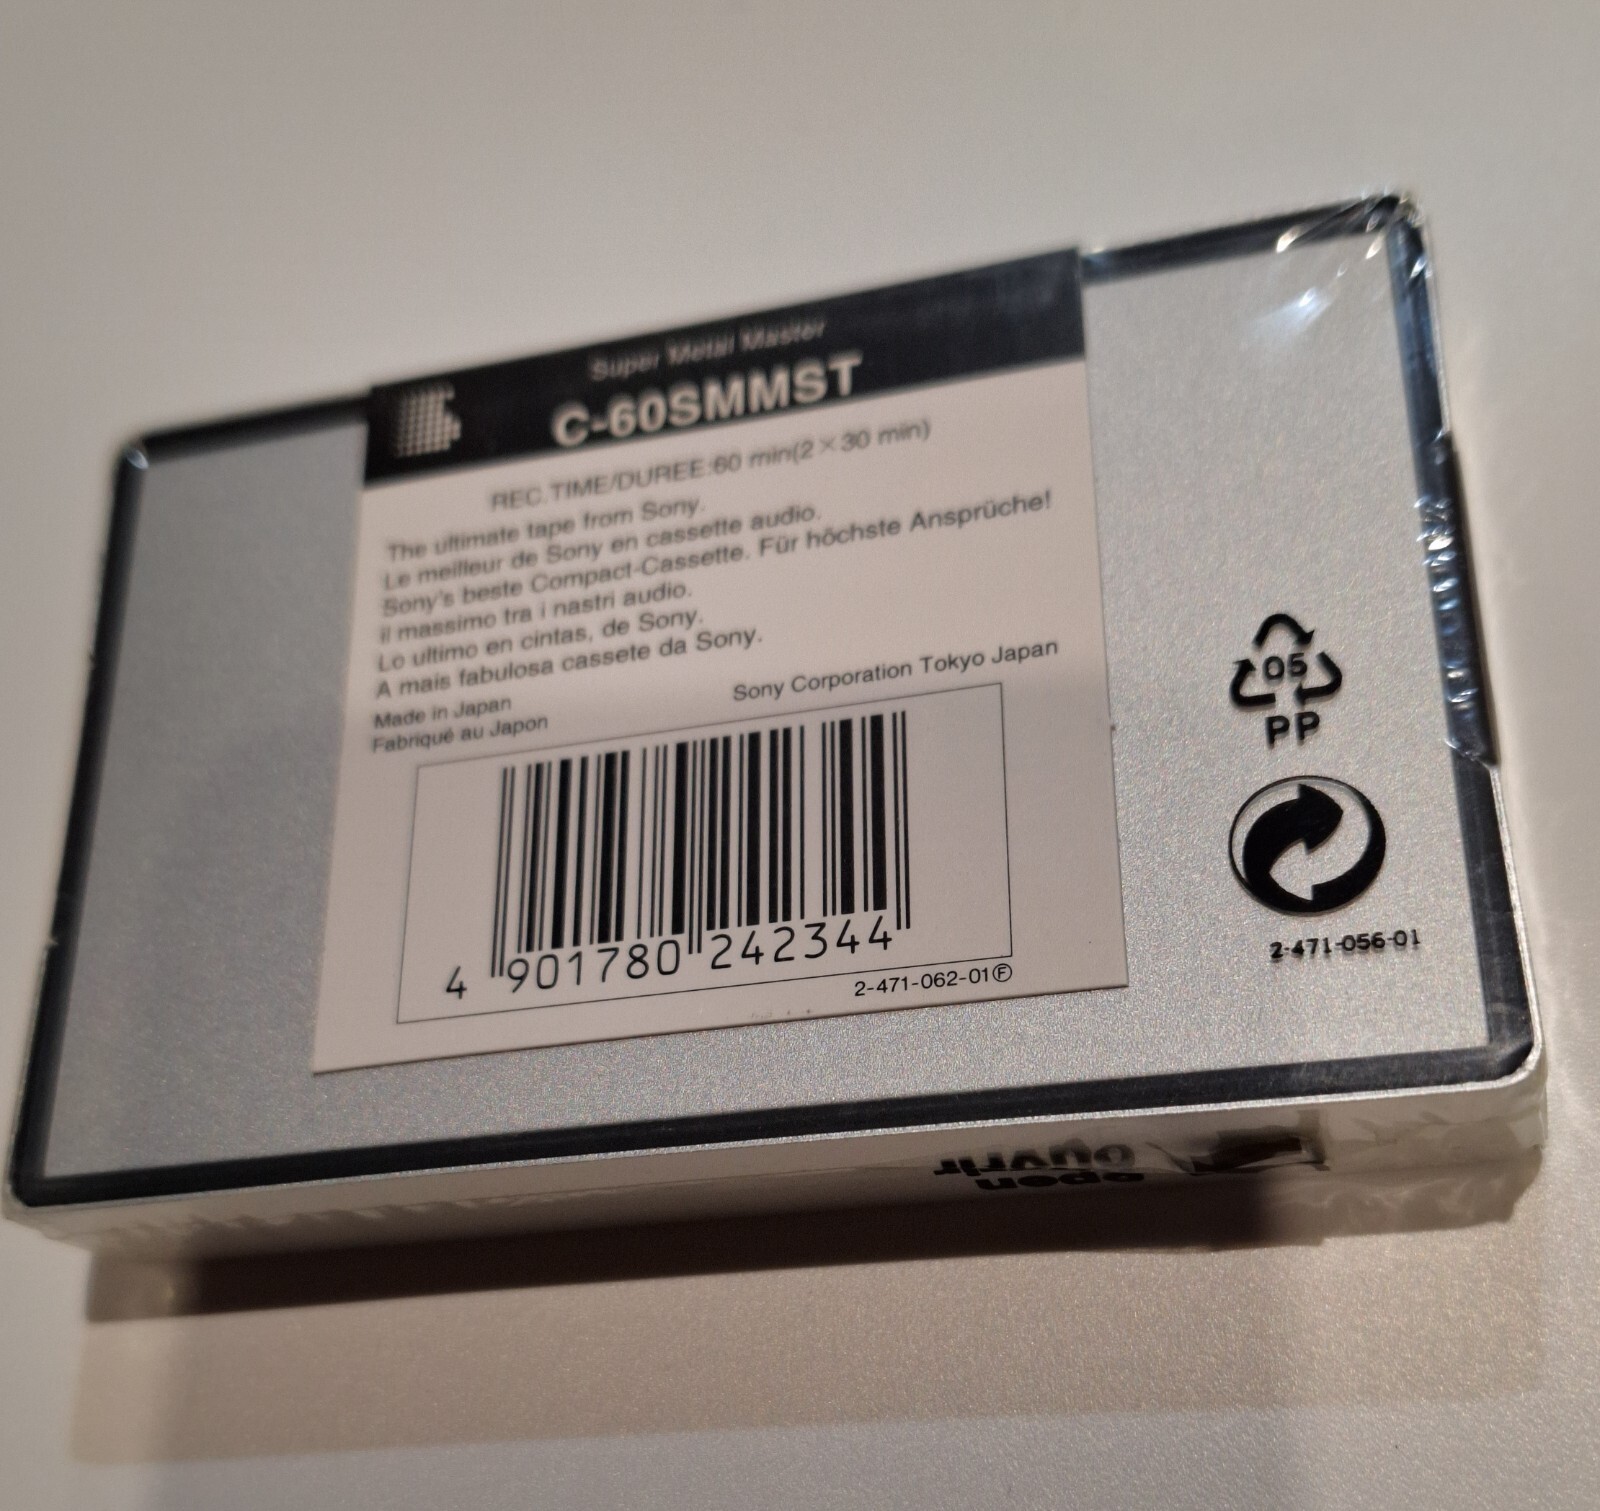 Super Metal Master
C-60SMMST
REC.TIME/DUREE:60 min(2×30 min)
The ultimate tape from Sony.
Le meilleur de Sony en cassette audio.
Sony's beste Compact-Cassette. Für höchste Ansprüche!
il massimo tra i nastri audio.
Lo ultimo en cintas, de Sony.
A mais fabulosa cassete da Sony.
Made in Japan
Fabriqué au Japon
Sony Corporation Tokyo Japan
4 901780 242344
2-471-062-01Ⓕ
05
PP
2-471-056-01
open
ouvrir